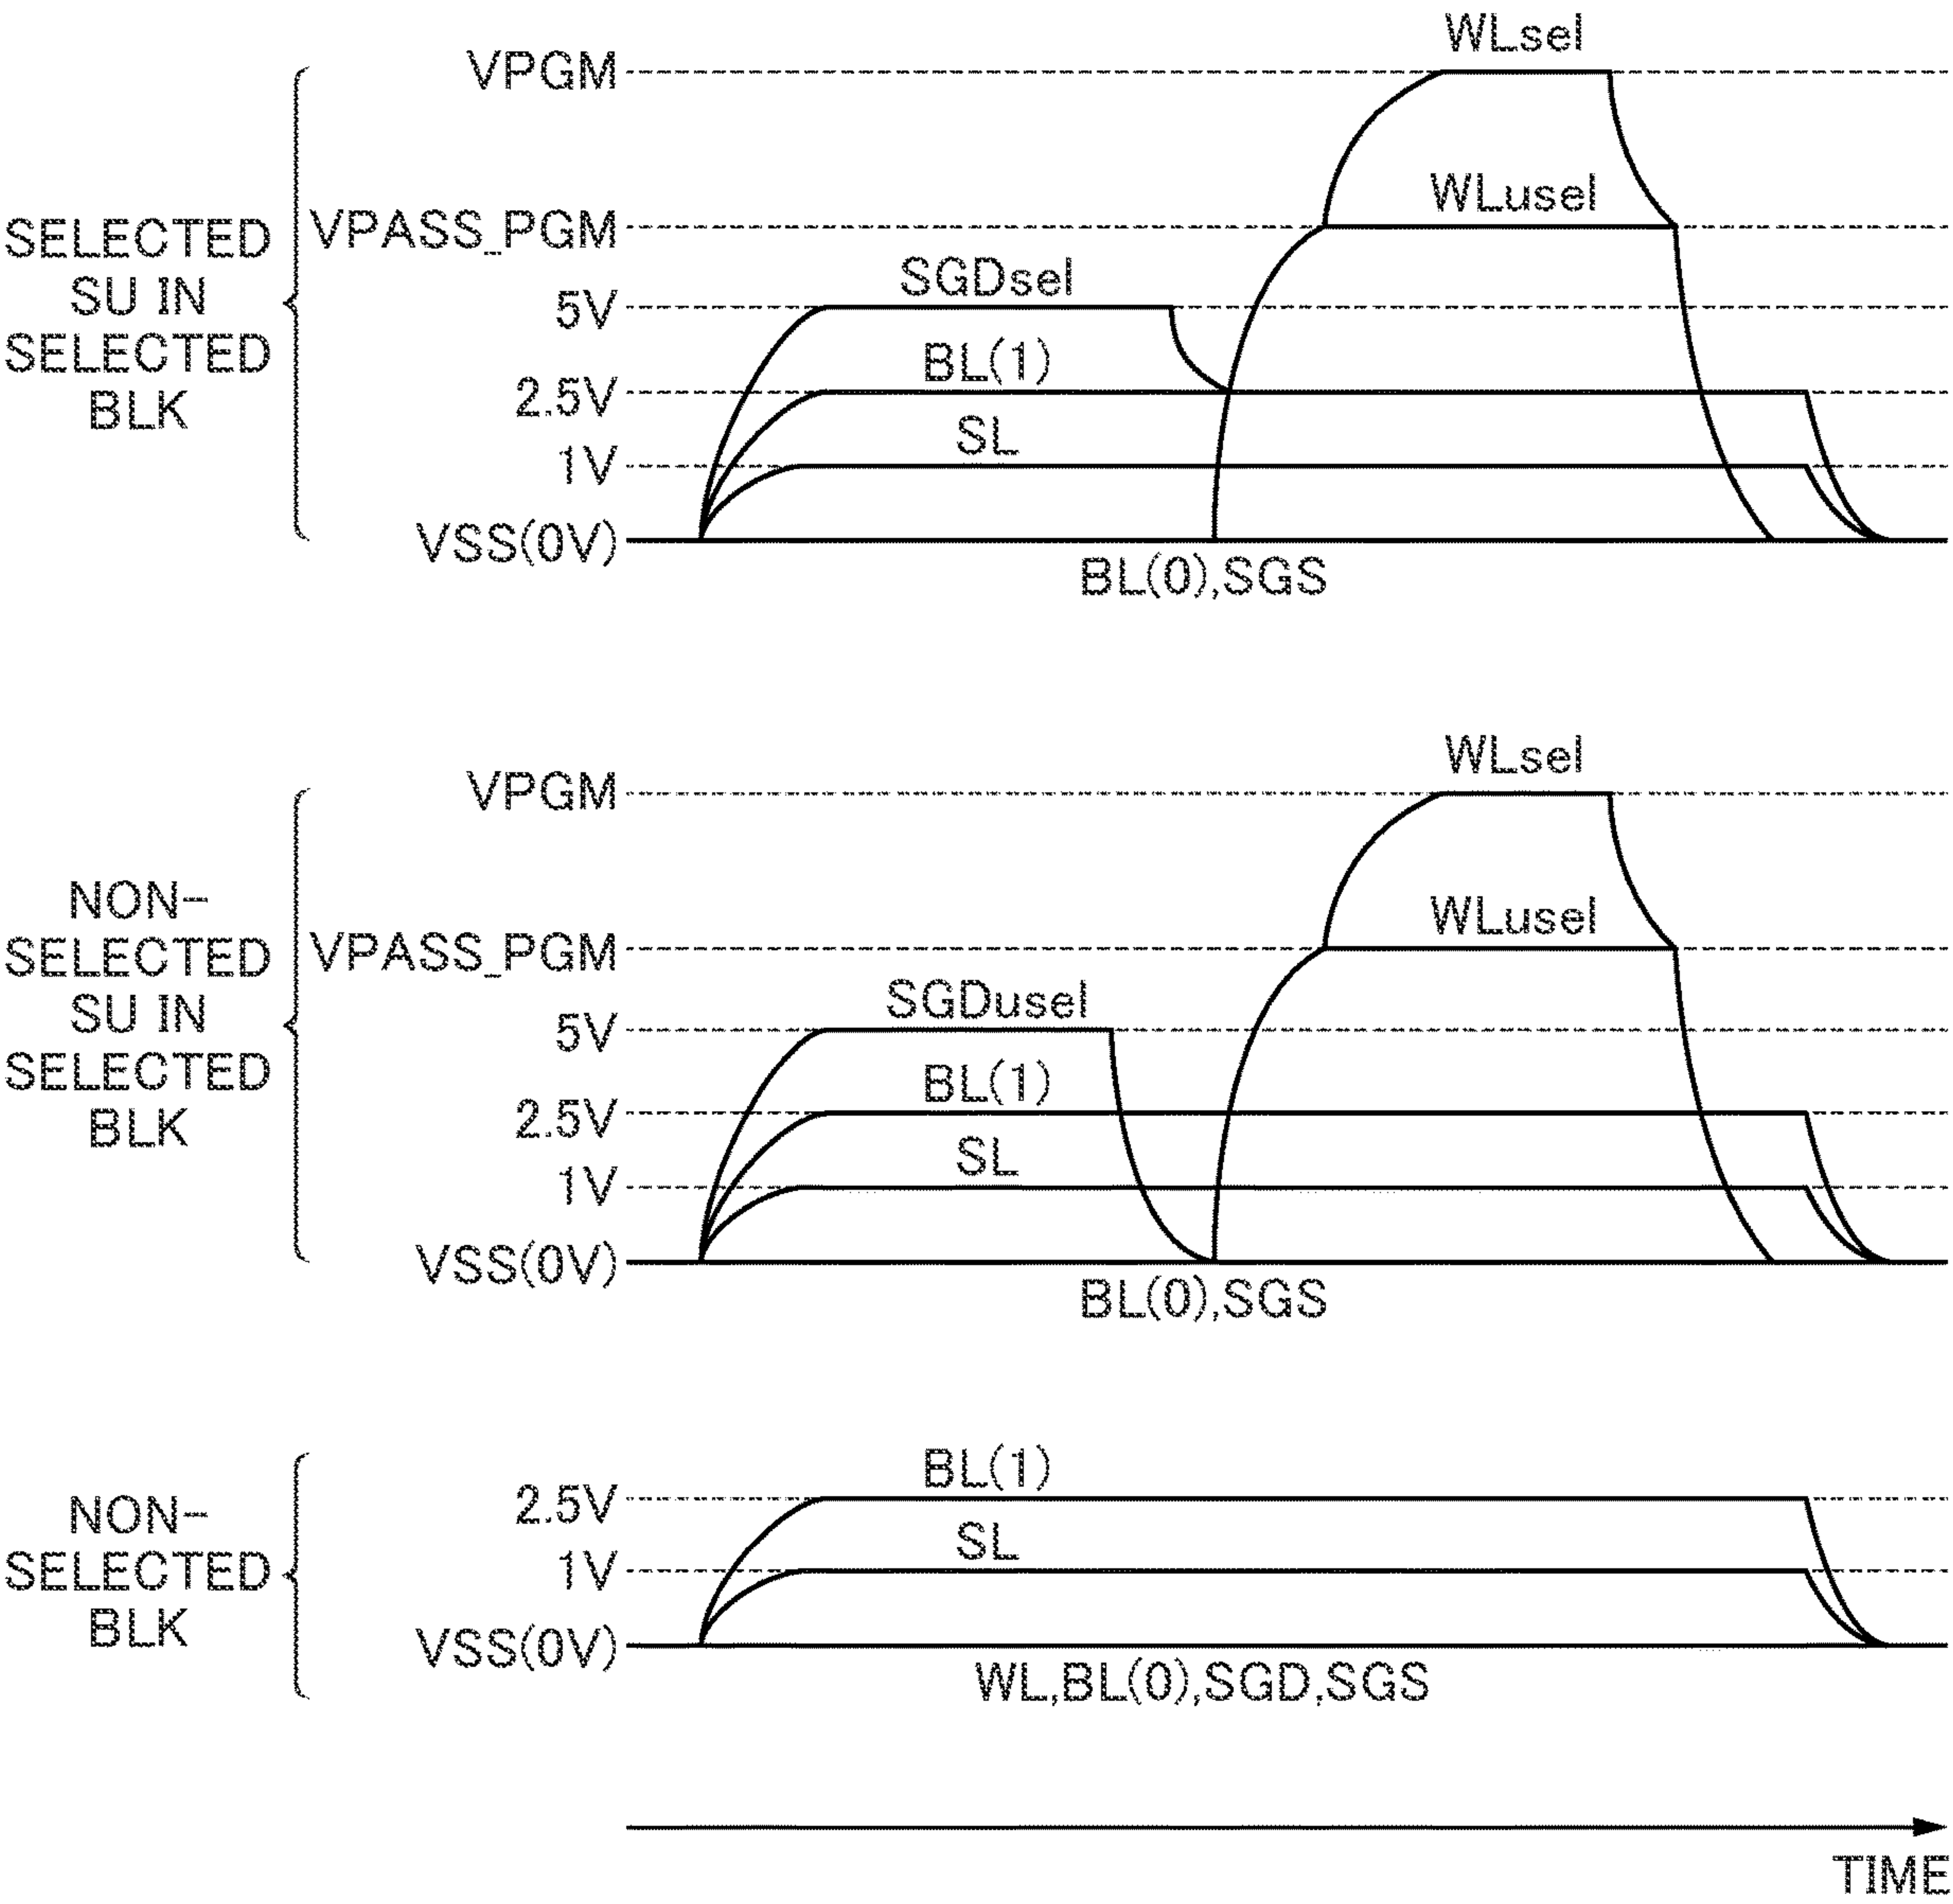 WLsel
VPGM
WLusel
VPASS_PGM
SELECTED
SU IN
SELECTED
BLK
SGDsel
5V
BL(1)
2.5V
SL
1V
VSS(0V)
BL(0),SGS
WLsel
VPGM
WLusel
VPASS_PGM
NON-
SELECTED
SU IN
SELECTED
BLK
SGDusel
5V
BL(1)
2.5V
SL
1V
VSS(0V)
BL(0),SGS
NON-
SELECTED
BLK
BL(1)
2.5V
SL
1V
VSS(0V)
WL,BL(0),SGD,SGS
TIME